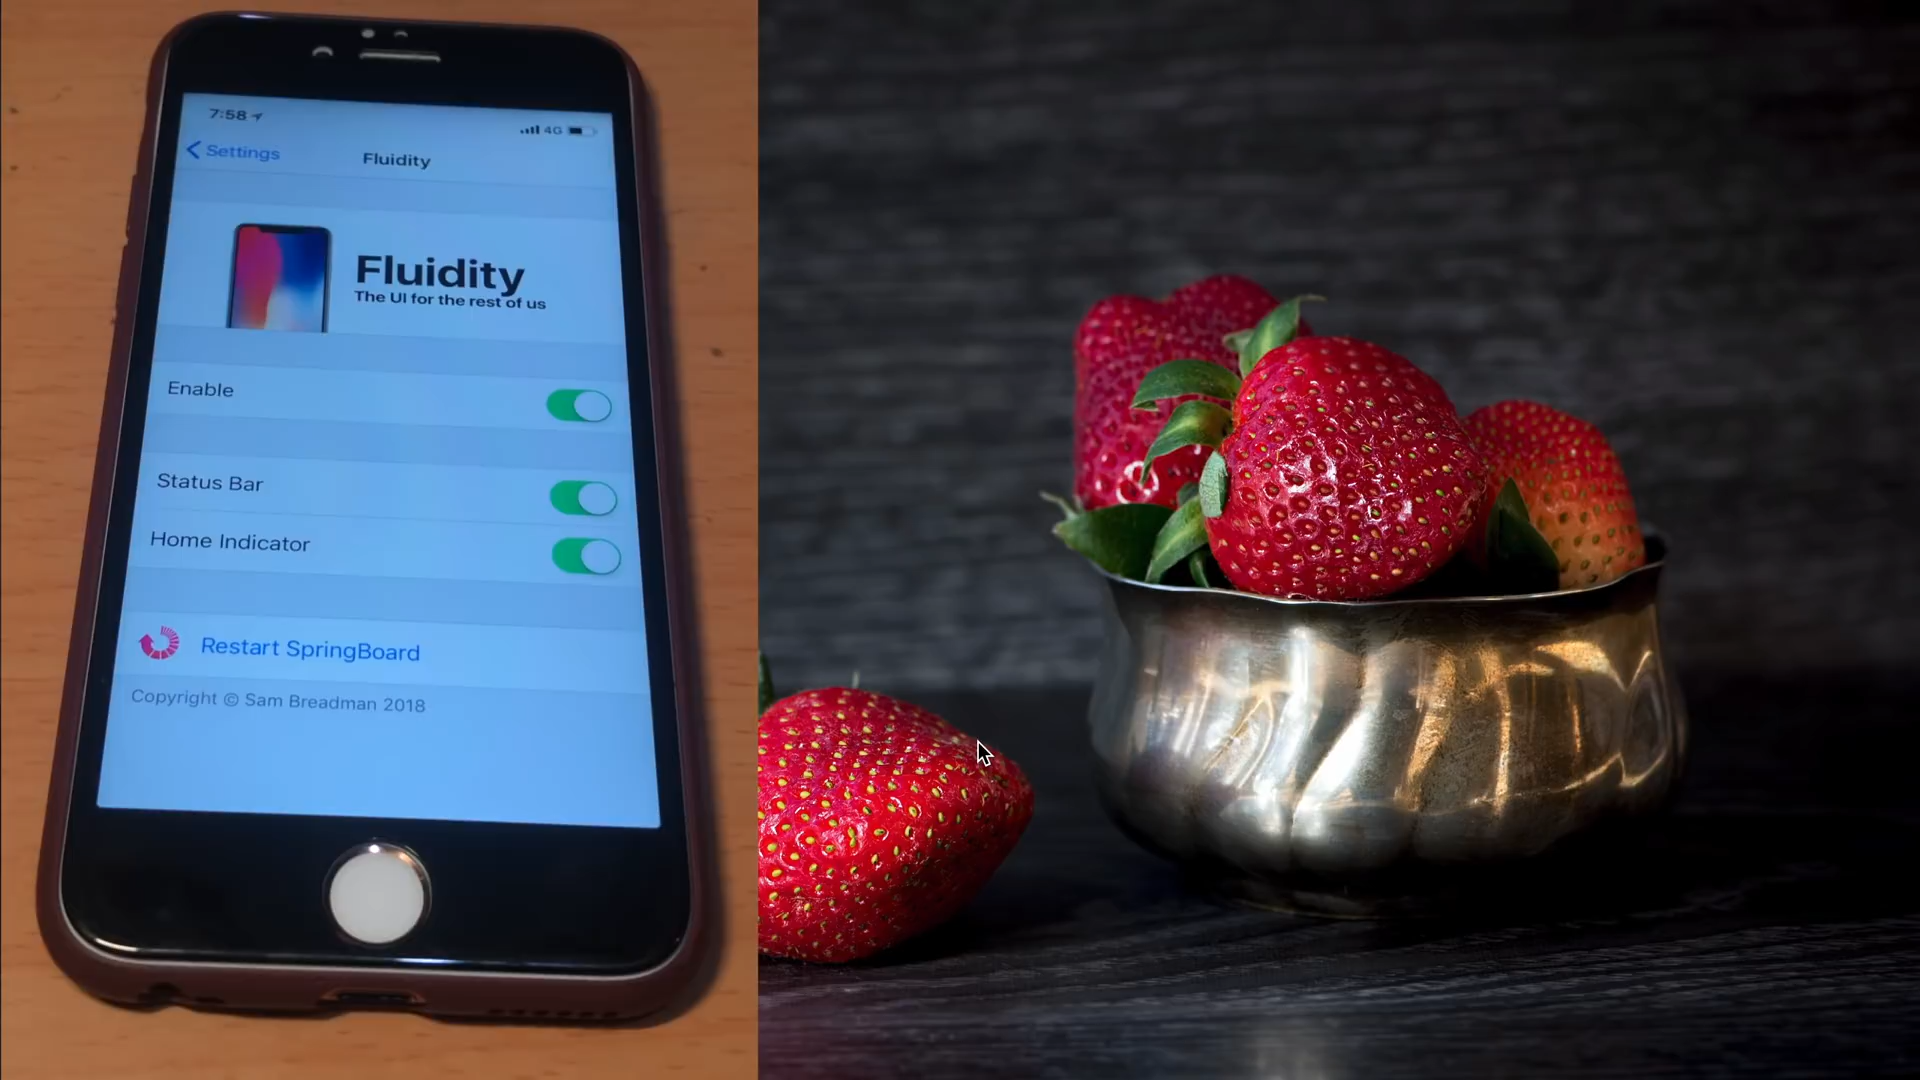 7:58
4G
Settings
Fluidity
Fluidity
The UI for the rest of us
Enable
Status Bar
Home Indicator
Restart SpringBoard
Copyright © Sam Breadman 2018